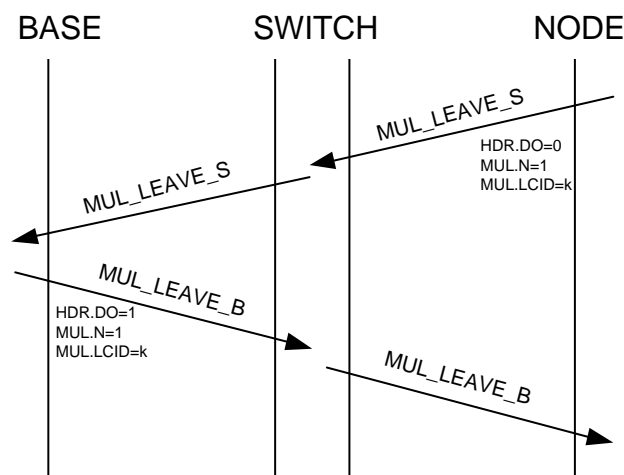 BASE SWITCH NODE
MUL_LEAVE_S
HDR.DO=0
MUL.N=1
MUL.LCID=k
MUL_LEAVE_S
MUL_LEAVE_B
HDR.DO=1
MUL.N=1
MUL.LCID=k
MUL_LEAVE_B